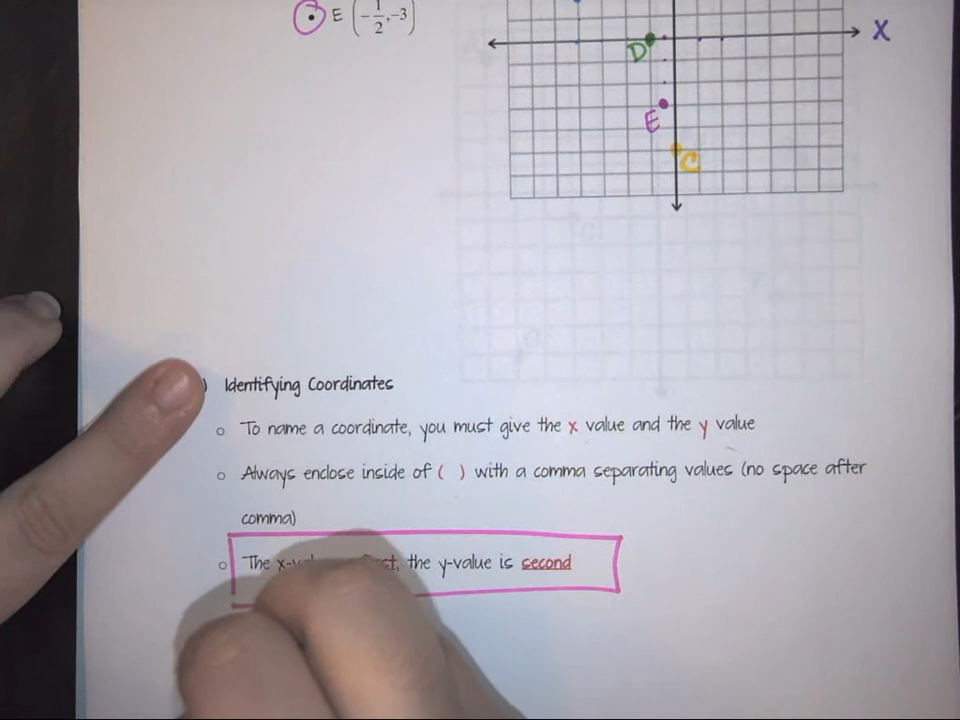 E (-1/2,-3)
X
D
E
C
) Identifying Coordinates
To name a coordinate, you must give the x value and the y value
Always enclose inside of ( ) with a comma separating values (no space after
comma)
The the y-value is second